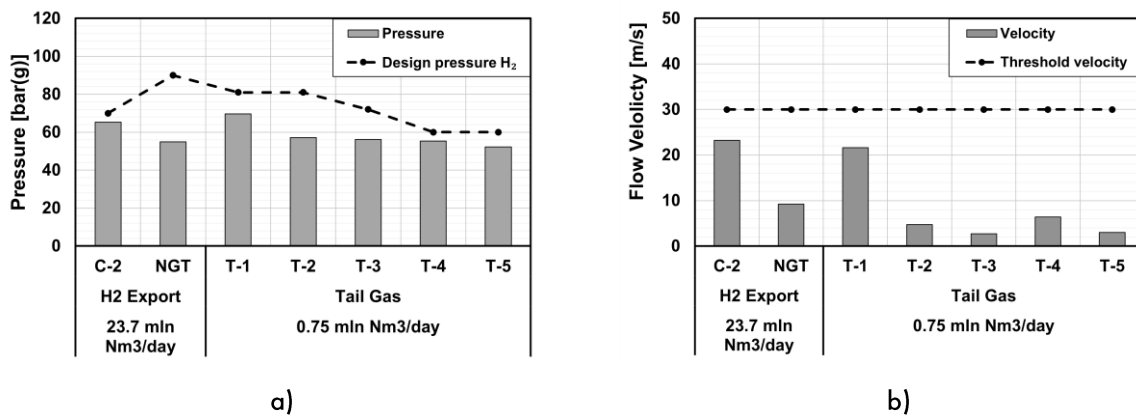 120
100
80
60
40
20
0
Pressure [bar(g)]
Pressure
Design pressure H₂
C-2 NGT T-1 T-2 T-3 T-4 T-5
H2 Export Tail Gas
23.7 mln 0.75 mln Nm3/day
Nm3/day
a)
50
40
30
20
10
0
Flow Velolicty [m/s]
Velocity
Threshold velocity
C-2 NGT T-1 T-2 T-3 T-4 T-5
H2 Export Tail Gas
23.7 mln 0.75 mln Nm3/day
Nm3/day
b)